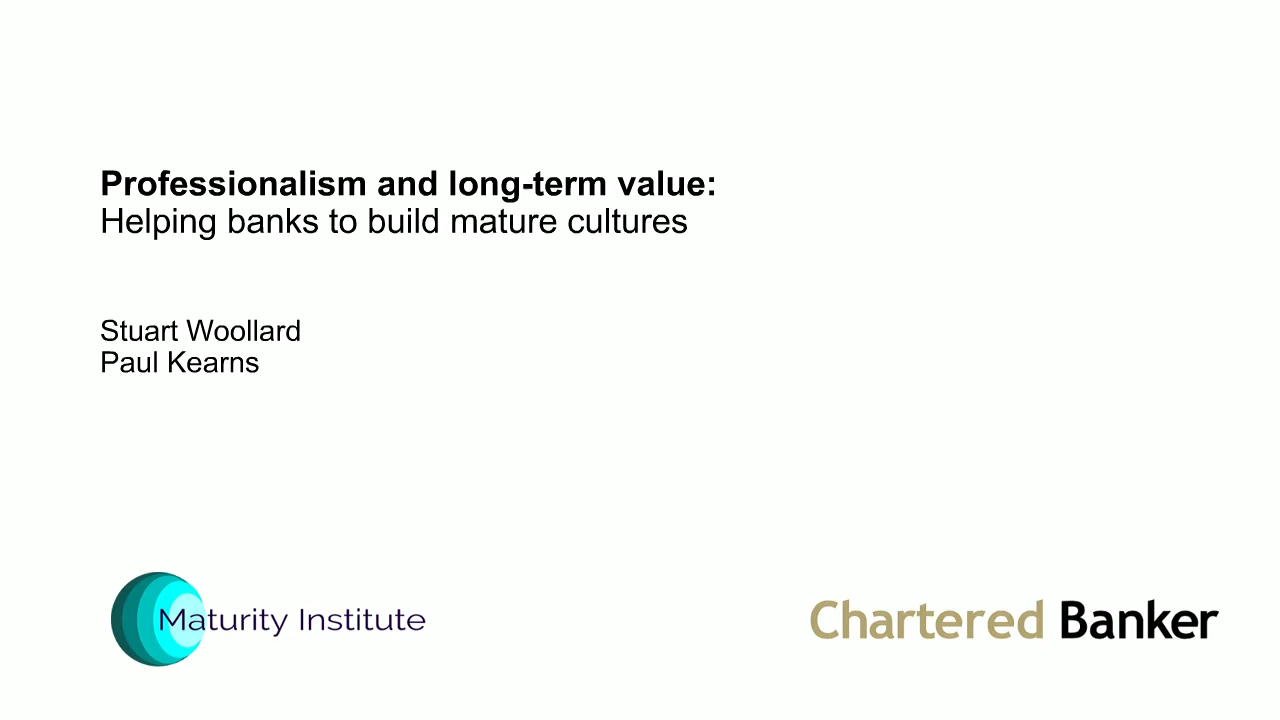 Professionalism and long-term value:
Helping banks to build mature cultures
Stuart Woollard
Paul Kearns
Maturity Institute
Chartered Banker